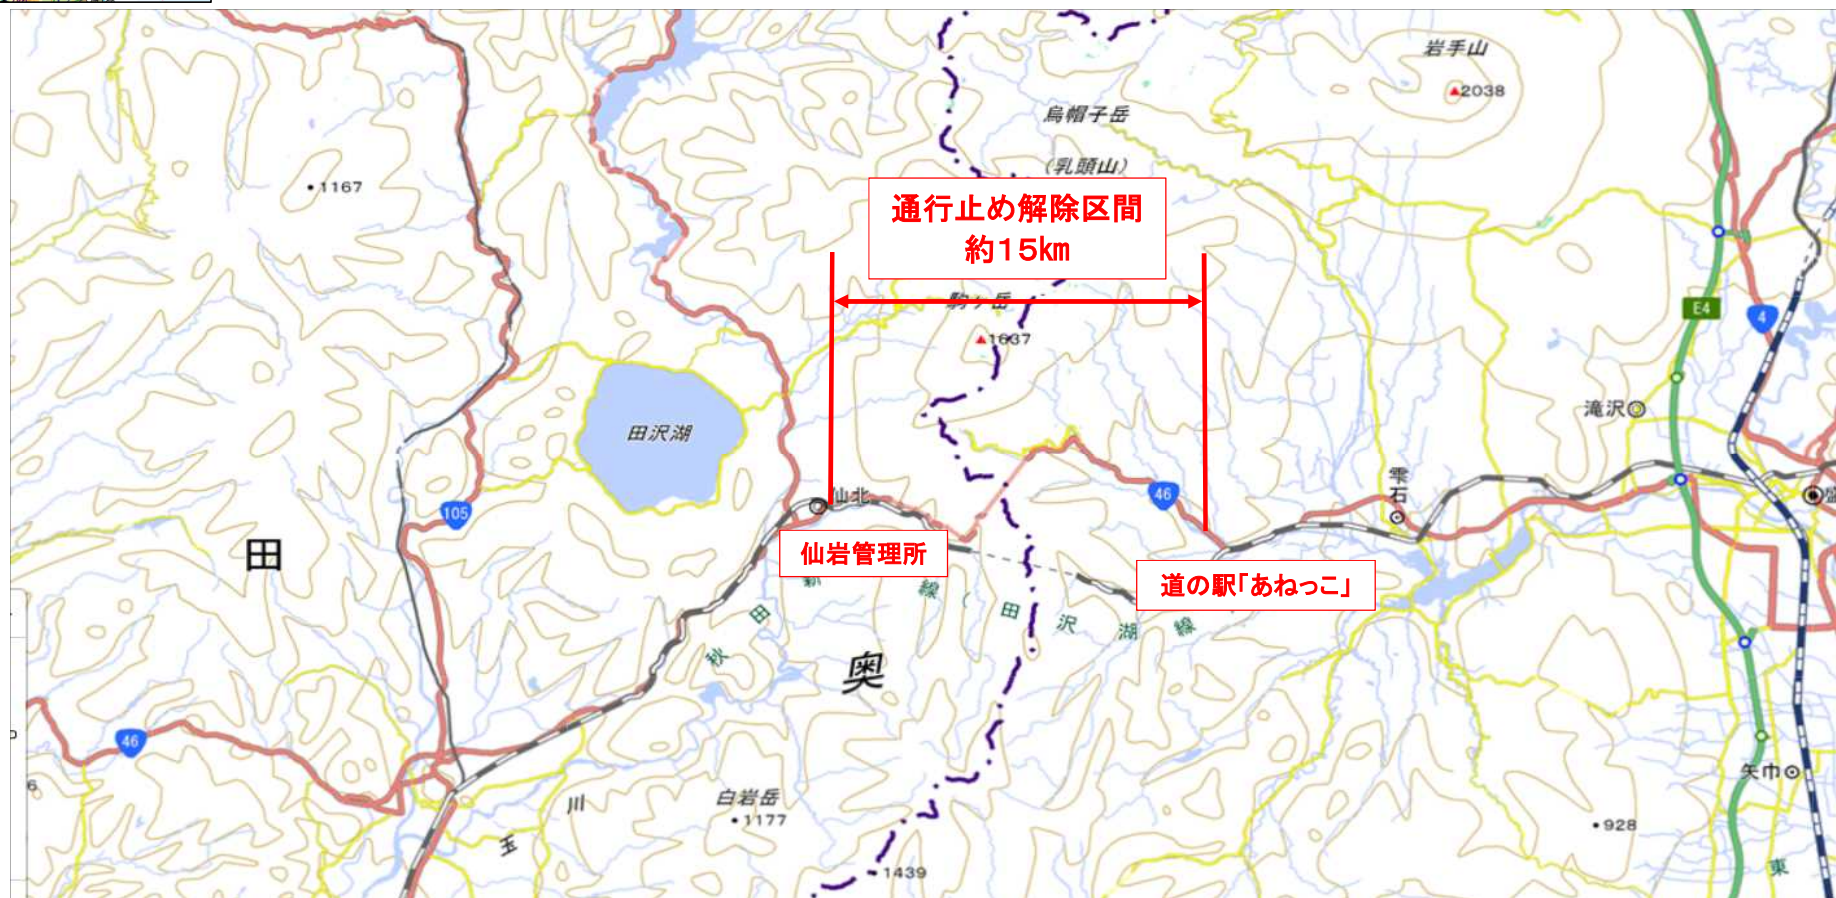 岩手山
2038
烏帽子岳
(乳頭山)
1167
通行止め解除区間
約15㎞
駒ヶ岳
1637
E4
4
滝沢
田沢湖
雫石
46
仙北
105
盛
仙岩管理所
道の駅「あねっこ」
田
秋田新
線(田沢湖線
奥
46
矢巾
6
白岩岳
1177
玉川
928
1439
東